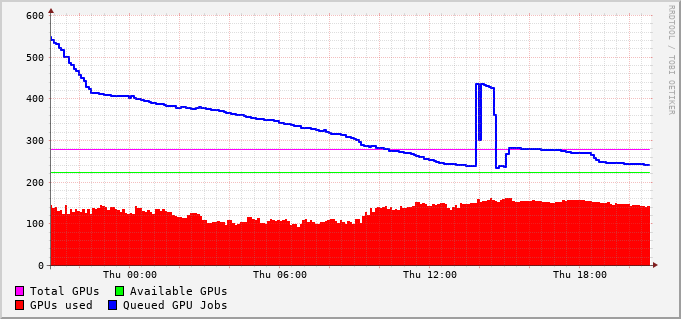 600
500
400
300
200
100
0
Thu 00:00 Thu 06:00 Thu 12:00 Thu 18:00
Total GPUs Available GPUs
GPUs used Queued GPU Jobs
RRDTOOL / TOBI OETIKER